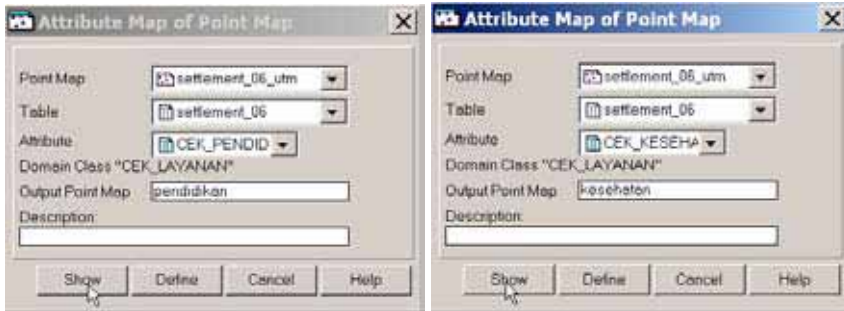 Attribute Map of Point Map
Point Map settlement_06_utm
Table settlement_06
Attribute CEK_PENDID
Domain Class "CEK_LAYANAN"
Output Point Map pendidikan
Description:
Show Define Cancel Help
Attribute Map of Point Map
Point Map settlement_06_utm
Table settlement_06
Attribute CEK_KESEHA
Domain Class "CEK_LAYANAN"
Output Point Map kesehatan
Description:
Show Define Cancel Help